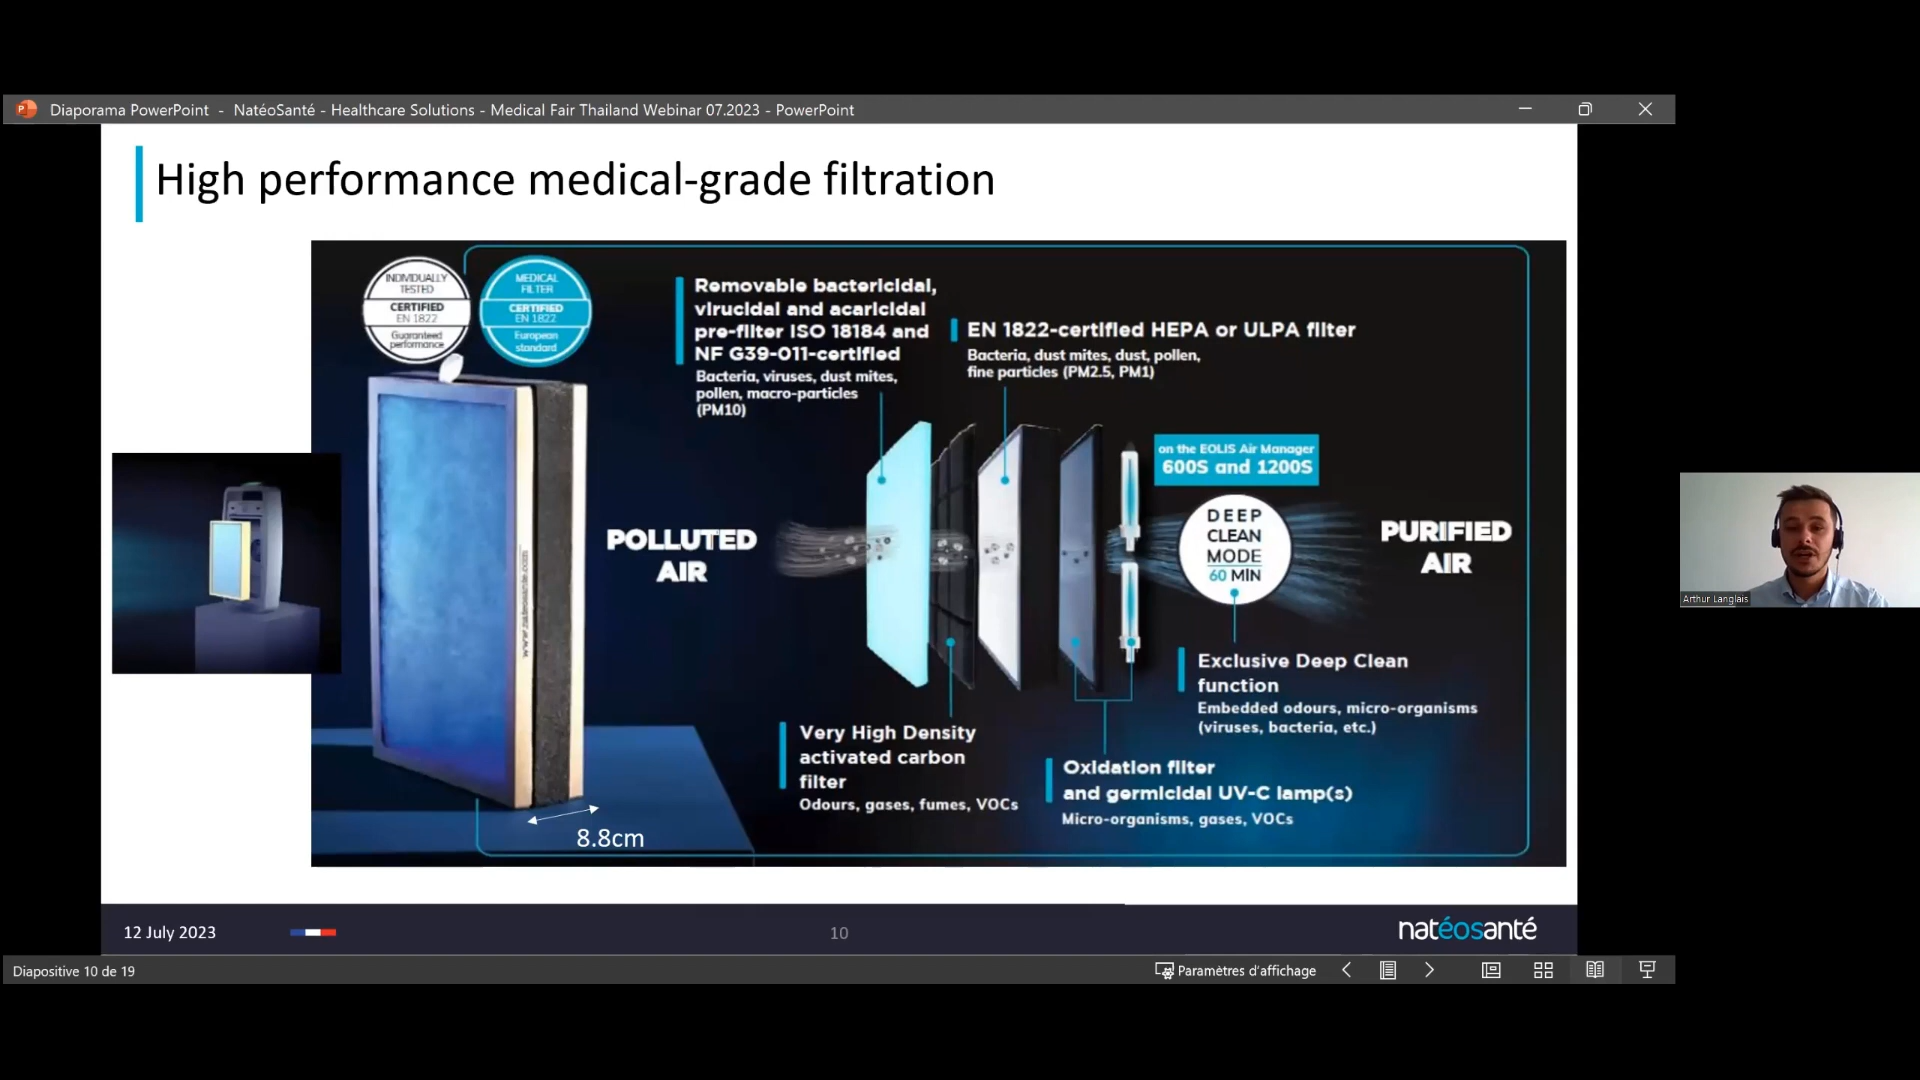 Diaporama PowerPoint - NatéoSanté - Healthcare Solutions - Medical Fair Thailand Webinar 07.2023 - PowerPoint
High performance medical-grade filtration
INDIVIDUALLY
TESTED
CERTIFIED
EN 1822
Guaranteed
performance
MEDICAL
FILTER
CERTIFIED
EN 1822
European
standard
Removable bactericidal,
virucidal and acaricidal
pre-filter ISO 18184 and
NF G39-011-certified
Bacteria, viruses, dust mites,
pollen, macro-particles
(PM10)
EN 1822-certified HEPA or ULPA filter
Bacteria, dust mites, dust, pollen,
fine particles (PM2.5, PM1)
on the EOLIS Air Manager
600S and 1200S
DEEP
CLEAN
MODE
60 MIN
POLLUTED
AIR
PURIFIED
AIR
www.nateosante.com
Exclusive Deep Clean
function
Embedded odours, micro-organisms
(viruses, bacteria, etc.)
Very High Density
activated carbon
filter
Odours, gases, fumes, VOCs
Oxidation filter
and germicidal UV-C lamp(s)
Micro-organisms, gases, VOCs
8.8cm
12 July 2023
10
natéosanté
Diapositive 10 de 19
Paramètres d'affichage
Arthur Langlais